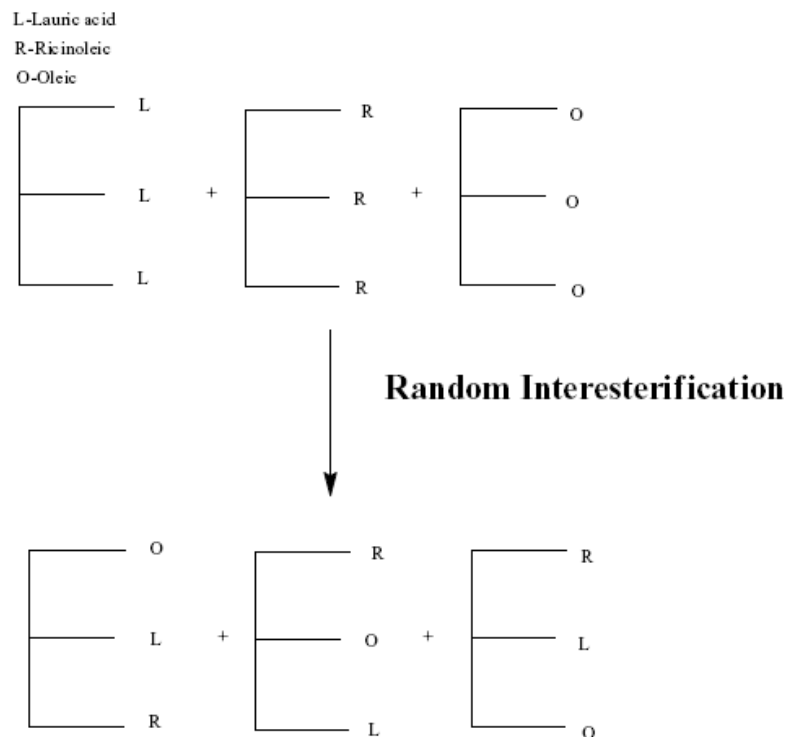 L-Lauric acid
R-Ricinoleic
O-Oleic
L R O
L + R + O
L R O
Random Interesterification
O R R
L + O + L
R L O